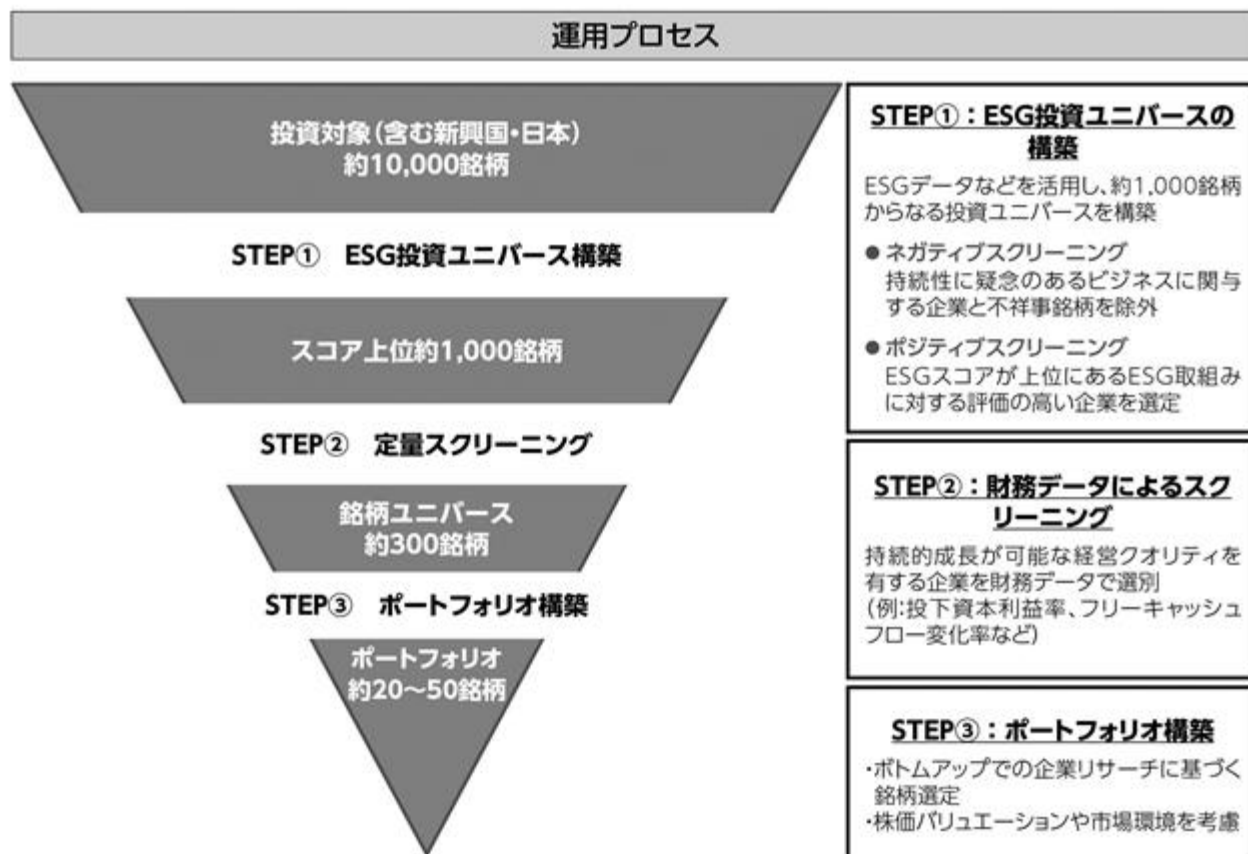 運用プロセス
投資対象(含む新興国・日本)
約10,000銘柄
STEP① ESG投資ユニバース構築
スコア上位約1,000銘柄
STEP② 定量スクリーニング
銘柄ユニバース
約300銘柄
STEP③ ポートフォリオ構築
ポートフォリオ
約20～50銘柄
STEP①：ESG投資ユニバースの
構築
ESGデータなどを活用し、約1,000銘柄
からなる投資ユニバースを構築
● ネガティブスクリーニング
持続性に疑念のあるビジネスに関与
する企業と不祥事銘柄を除外
● ポジティブスクリーニング
ESGスコアが上位にあるESG取組み
に対する評価の高い企業を選定
STEP②：財務データによるスク
リーニング
持続的成長が可能な経営クオリティを
有する企業を財務データで選別
(例:投下資本利益率、フリーキャッシュ
フロー変化率など)
STEP③：ポートフォリオ構築
・ボトムアップでの企業リサーチに基づく
銘柄選定
・株価バリュエーションや市場環境を考慮